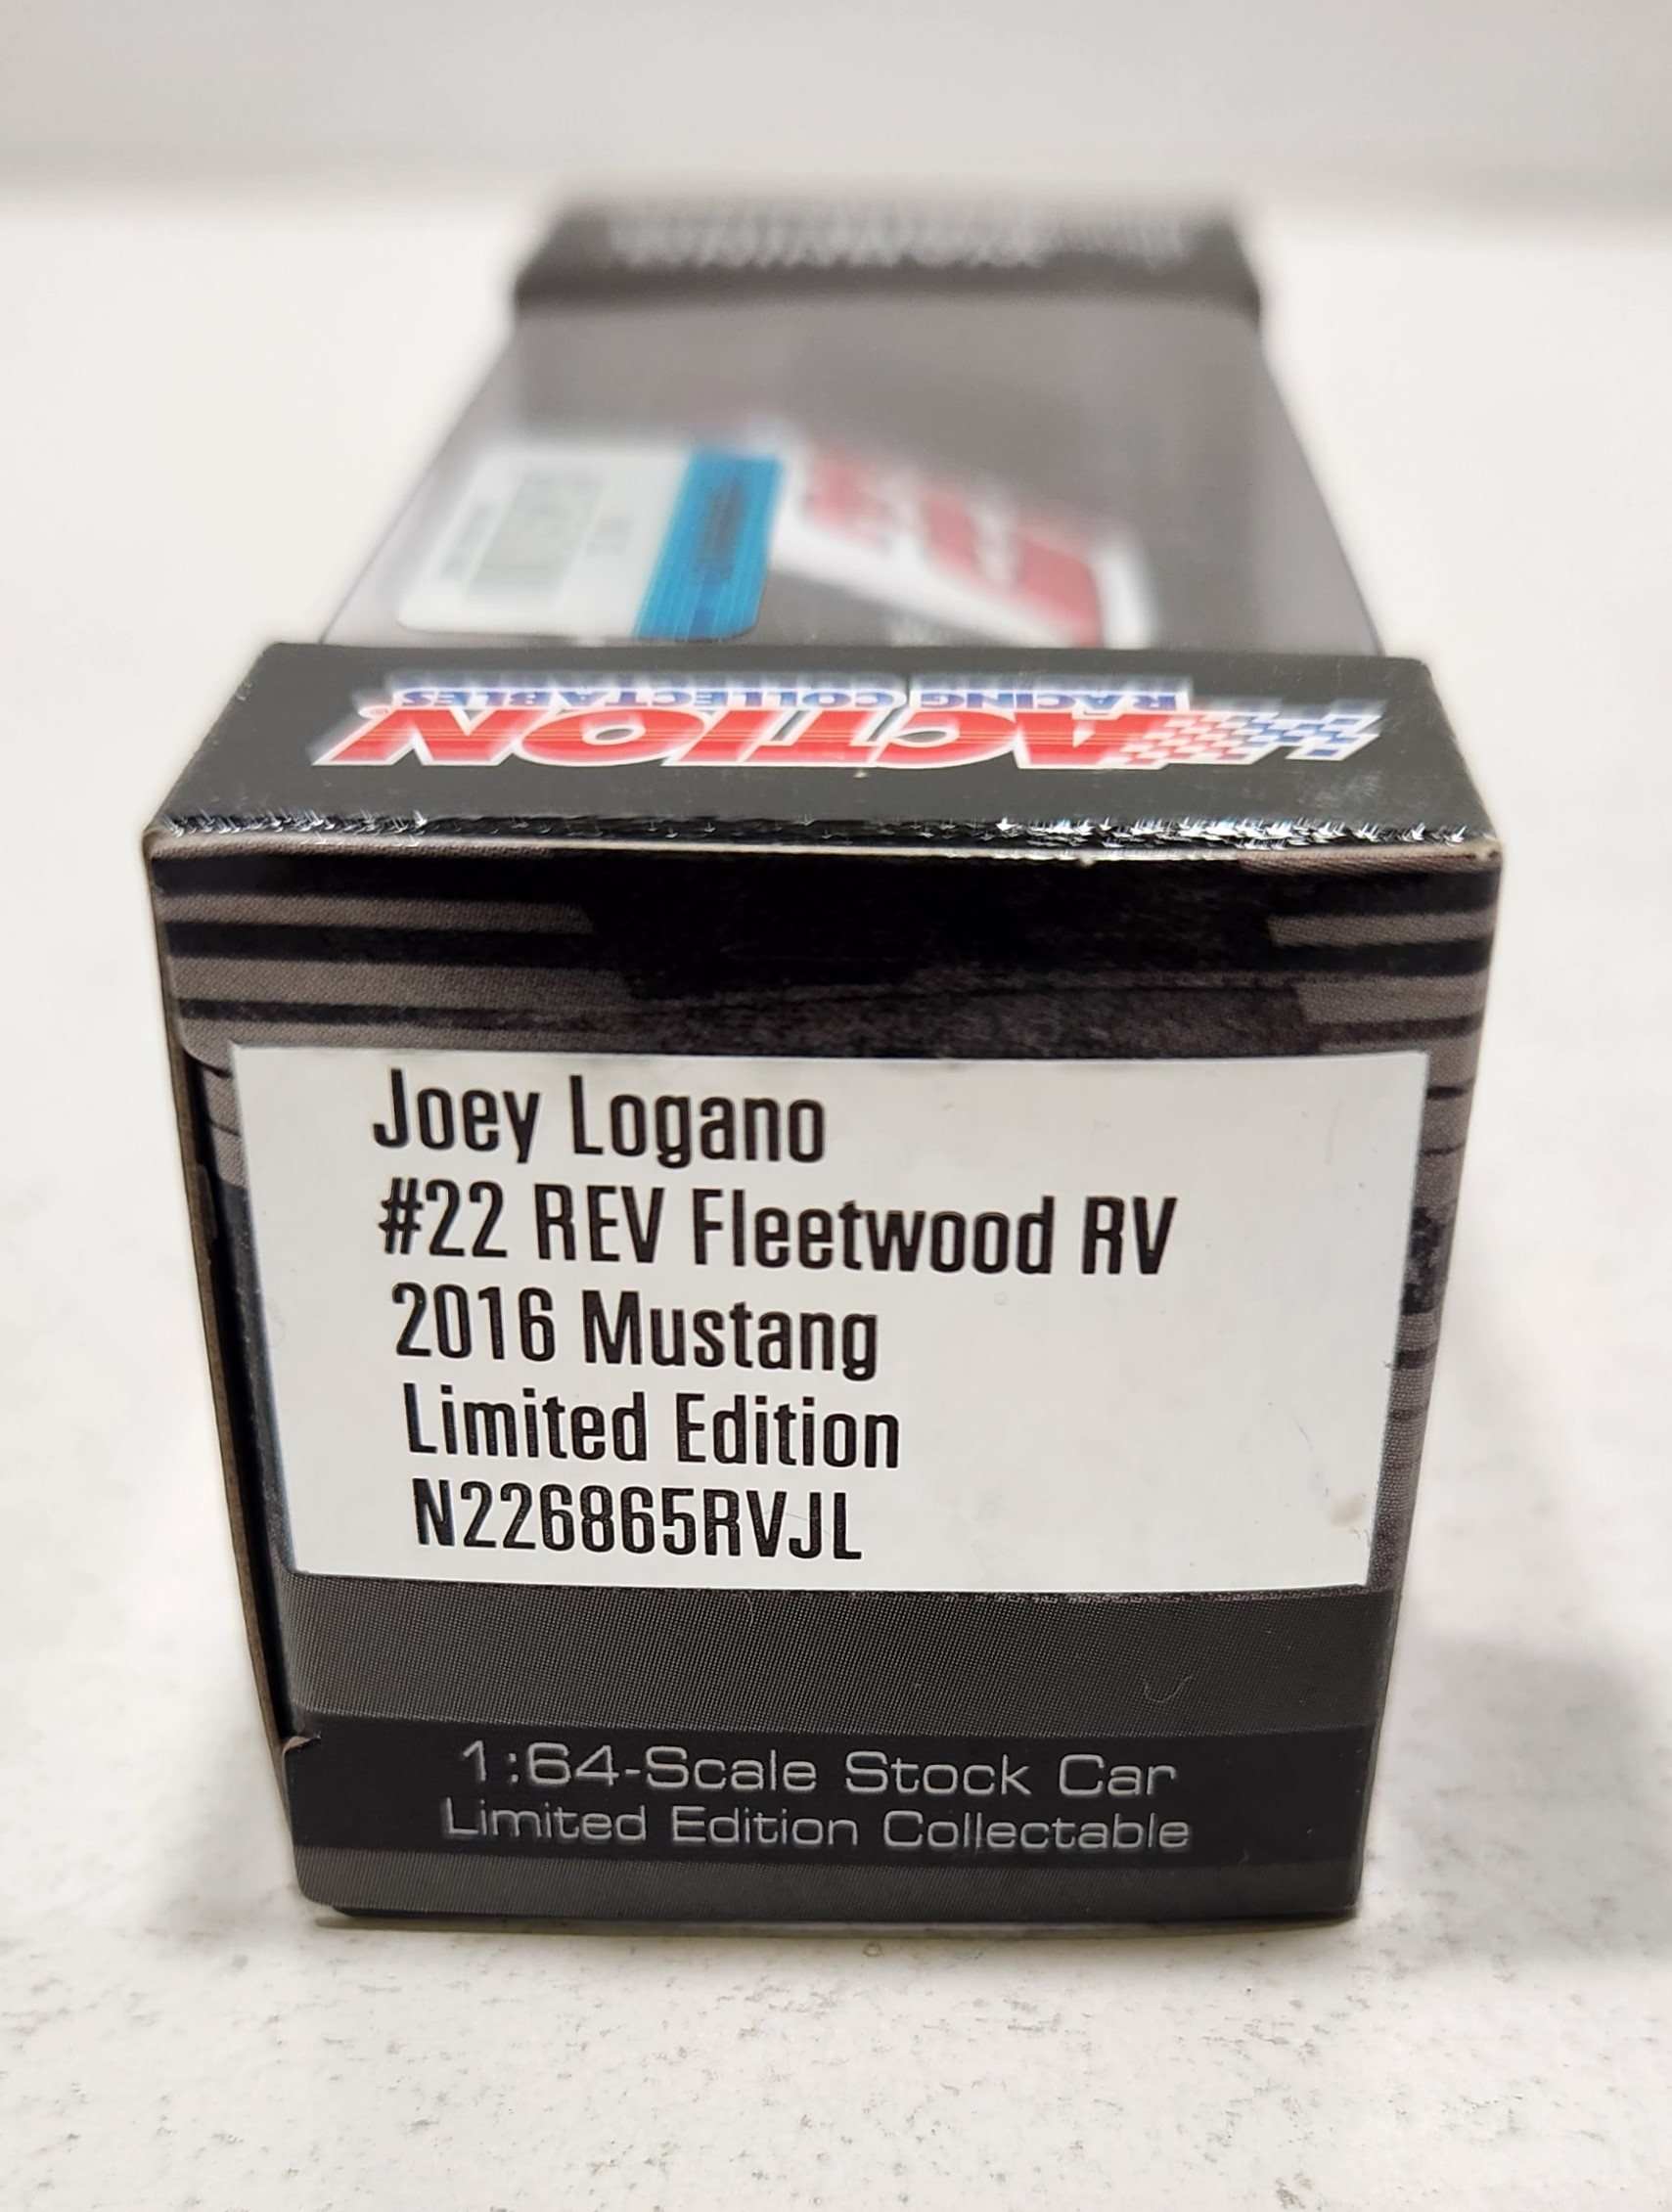 ACTION
RACING COLLECTABLES
Joey Logano
#22 REV Fleetwood RV
2016 Mustang
Limited Edition
N226865RVJL
1:64-Scale Stock Car
Limited Edition Collectable